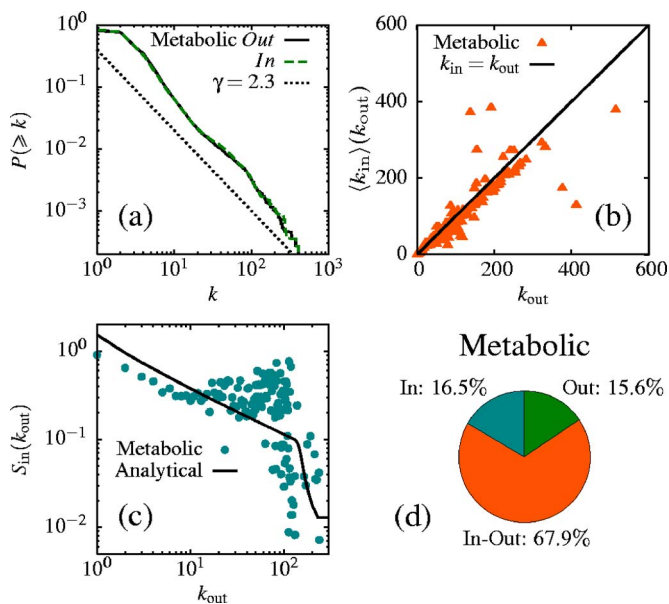 10^0
10^-1
10^-2
10^-3
P(⩾ k)
Metabolic Out
In
γ = 2.3
(a)
10^0 10^1 10^2 10^3
k
600
400
200
0
⟨k_in⟩(k_out)
Metabolic
k_in = k_out
(b)
0 200 400 600
k_out
10^0
10^-1
10^-2
S_in(k_out)
Metabolic
Analytical
(c)
10^0 10^1 10^2
k_out
Metabolic
In: 16.5% Out: 15.6%
(d)
In-Out: 67.9%